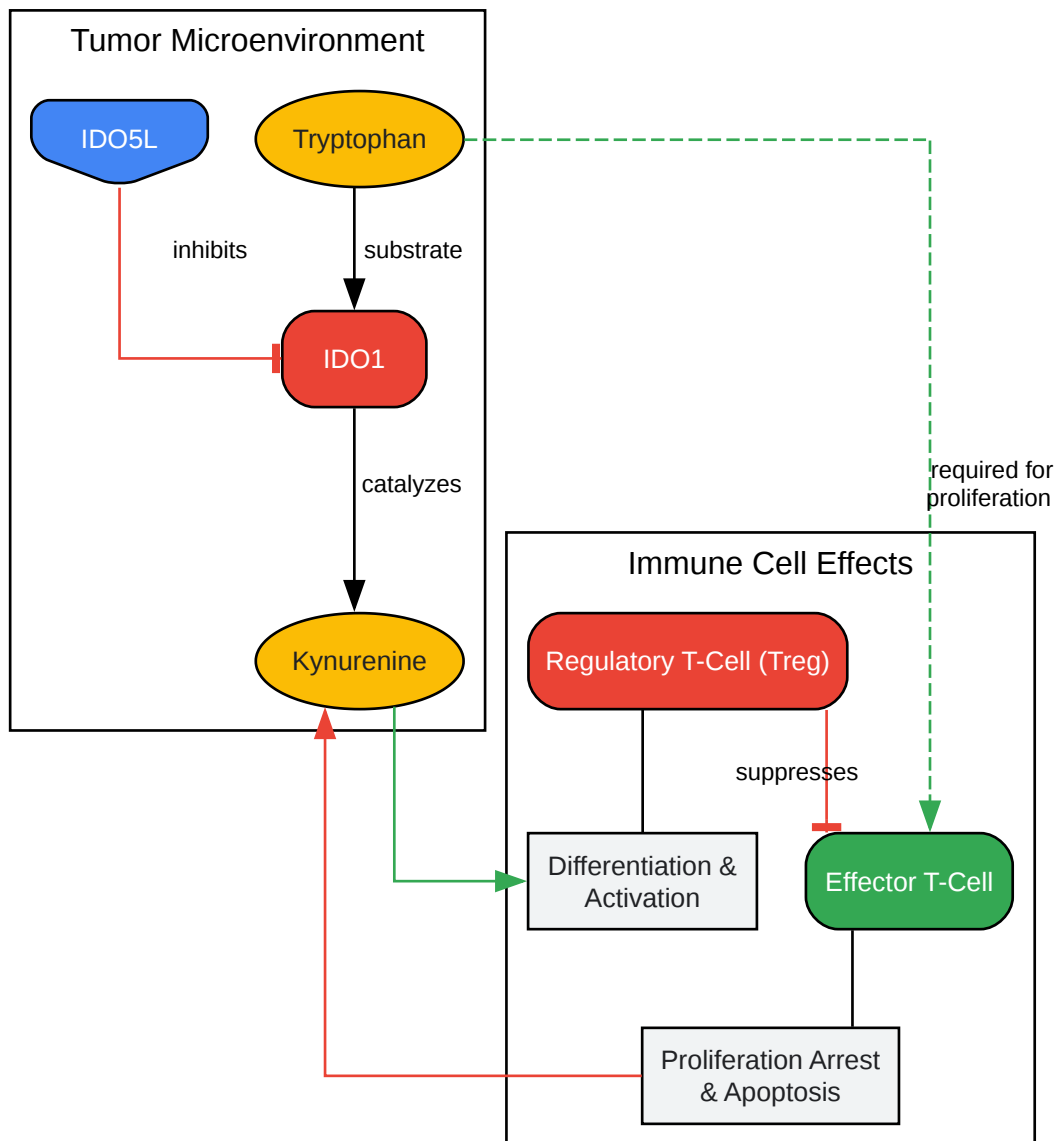 Tumor Microenvironment
IDO5L
Tryptophan
inhibits
substrate
IDO1
catalyzes
required for
proliferation
Immune Cell Effects
Kynurenine
Regulatory T-Cell (Treg)
suppresses
Differentiation &
Activation
Effector T-Cell
Proliferation Arrest
& Apoptosis